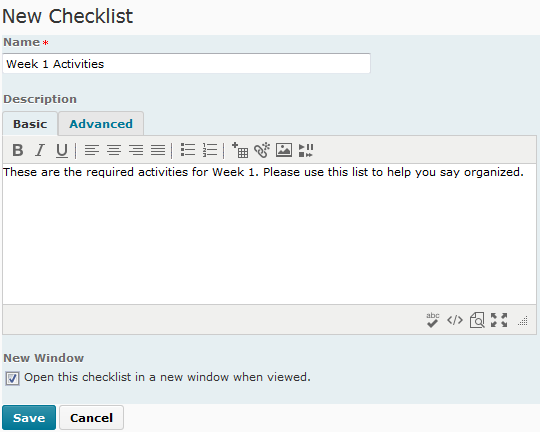 New Checklist
Name *
Week 1 Activities
Description
Basic Advanced
B I U
These are the required activities for Week 1. Please use this list to help you say organized.
abc </>
New Window
Open this checklist in a new window when viewed.
Save Cancel